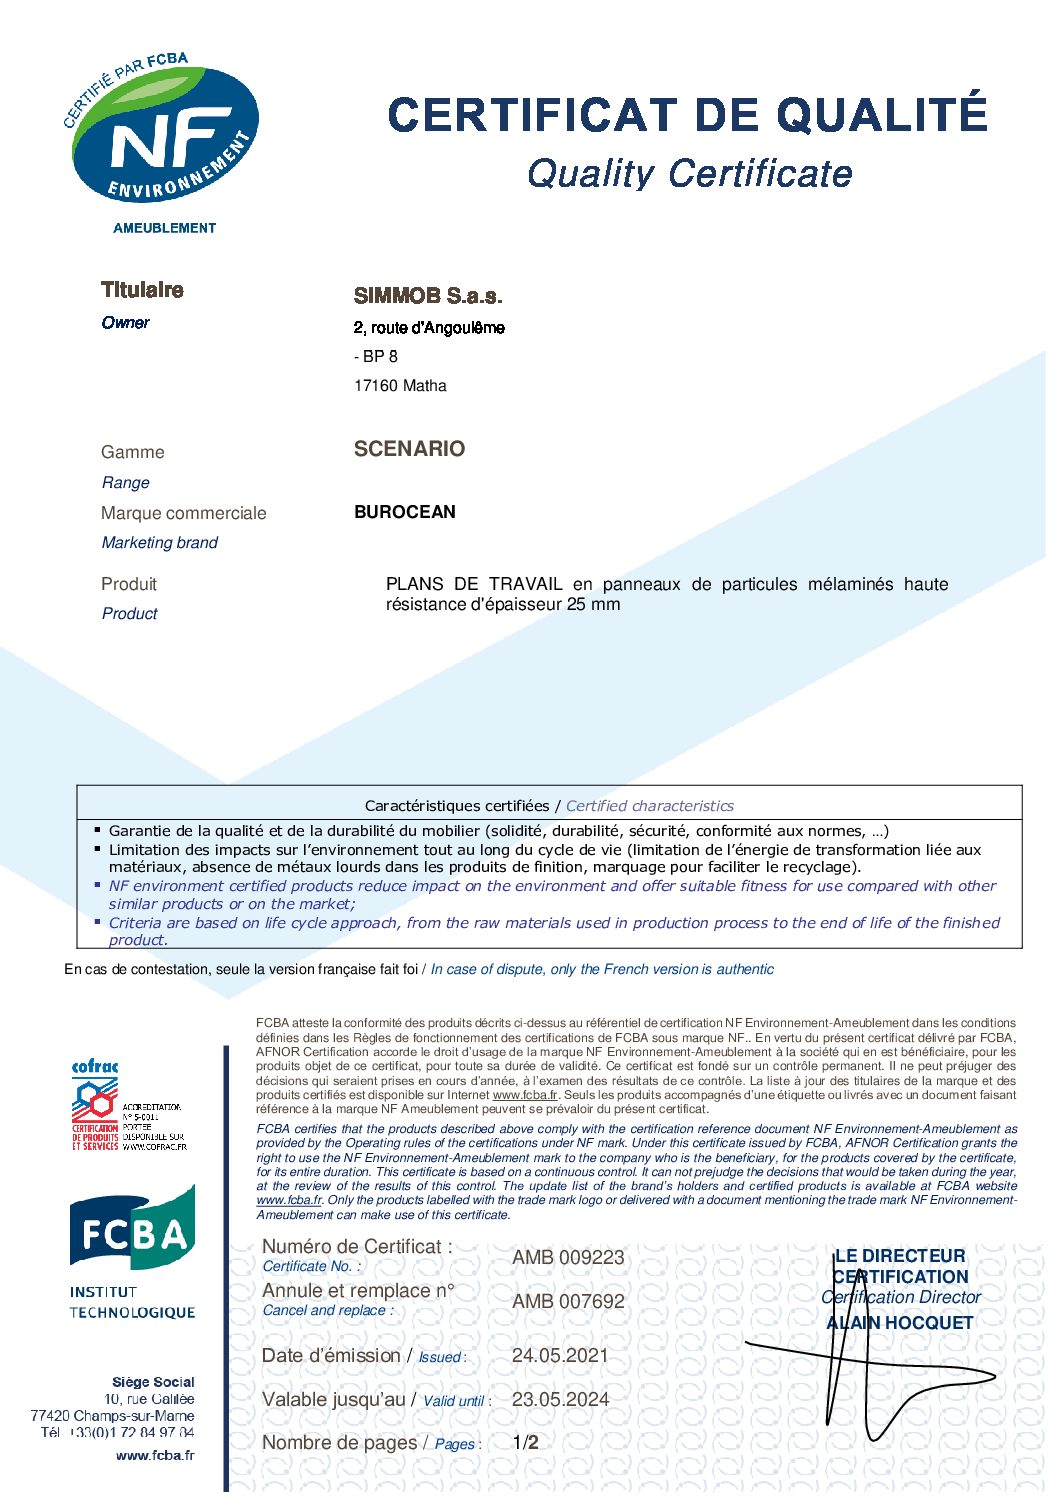 CERTIFIÉ PAR FCBA
NF
ENVIRONNEMENT
AMEUBLEMENT
CERTIFICAT DE QUALITÉ
Quality Certificate
Titulaire
Owner
SIMMOB S.a.s.
2, route d'Angoulême
- BP 8
17160 Matha
Gamme
Range
SCENARIO
Marque commerciale
Marketing brand
BUROCEAN
Produit
Product
PLANS DE TRAVAIL en panneaux de particules mélaminés haute
résistance d'épaisseur 25 mm
Caractéristiques certifiées / Certified characteristics
▪ Garantie de la qualité et de la durabilité du mobilier (solidité, durabilité, sécurité, conformité aux normes, …)
▪ Limitation des impacts sur l’environnement tout au long du cycle de vie (limitation de l’énergie de transformation liée aux
matériaux, absence de métaux lourds dans les produits de finition, marquage pour faciliter le recyclage).
▪ NF environment certified products reduce impact on the environment and offer suitable fitness for use compared with other
similar products or on the market;
▪ Criteria are based on life cycle approach, from the raw materials used in production process to the end of life of the finished
product.
En cas de contestation, seule la version française fait foi / In case of dispute, only the French version is authentic
FCBA atteste la conformité des produits décrits ci-dessus au référentiel de certification NF Environnement-Ameublement dans les conditions
définies dans les Règles de fonctionnement des certifications de FCBA sous marque NF.. En vertu du présent certificat délivré par FCBA,
AFNOR Certification accorde le droit d'usage de la marque NF Environnement-Ameublement à la société qui en est bénéficiaire, pour les
produits objet de ce certificat, pour toute sa durée de validité. Ce certificat est fondé sur un contrôle permanent. Il ne peut préjuger des
décisions qui seraient prises en cours d'année, à l'examen des résultats de ce contrôle. La liste à jour des titulaires de la marque et des
produits certifiés est disponible sur Internet www.fcba.fr. Seuls les produits accompagnés d'une étiquette ou livrés avec un document faisant
référence à la marque NF Ameublement peuvent se prévaloir du présent certificat.
FCBA certifies that the products described above comply with the certification reference document NF Environnement-Ameublement as
provided by the Operating rules of the certifications under NF mark. Under this certificate issued by FCBA, AFNOR Certification grants the
right to use the NF Environnement-Ameublement mark to the company who is the beneficiary, for the products covered by the certificate,
for its entire duration. This certificate is based on a continuous control. It can not prejudge the decisions that would be taken during the year,
at the review of the results of this control. The update list of the brand's holders and certified products is available at FCBA website
www.fcba.fr. Only the products labelled with the trade mark logo or delivered with a document mentioning the trade mark NF Environnement-
Ameublement can make use of this certificate.
cofrac
CERTIFICATION
DE PRODUITS
ET SERVICES
ACCREDITATION
N° 5-0011
PORTEE
DISPONIBLE SUR
WWW.COFRAC.FR
FCBA
INSTITUT
TECHNOLOGIQUE
Siège Social
10, rue Galilée
77420 Champs-sur-Marne
Tél +33(0)1 72 84 97 84
www.fcba.fr
Numéro de Certificat :
Certificate No. :
AMB 009223
Annule et remplace n°
Cancel and replace :
AMB 007692
Date d’émission / Issued : 24.05.2021
Valable jusqu’au / Valid until : 23.05.2024
Nombre de pages / Pages : 1/2
LE DIRECTEUR
CERTIFICATION
Certification Director
ALAIN HOCQUET